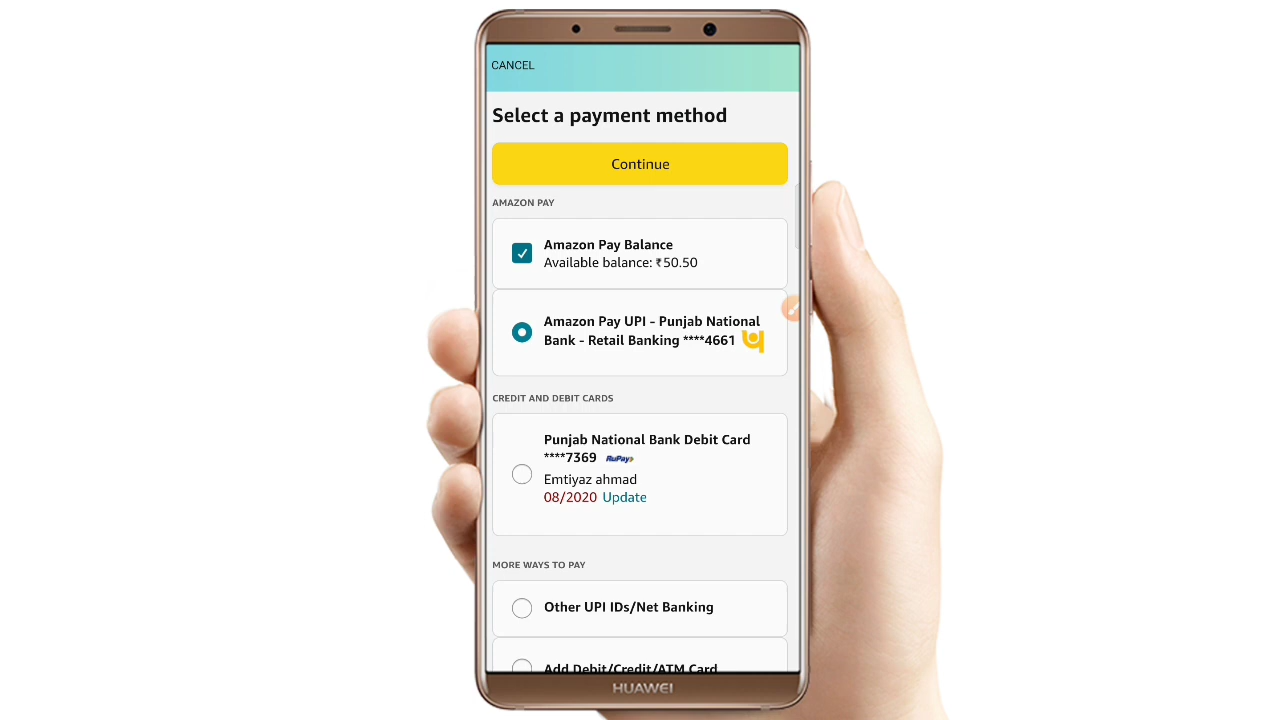 CANCEL
Select a payment method
Continue
AMAZON PAY
Amazon Pay Balance
Available balance: ₹50.50
Amazon Pay UPI - Punjab National
Bank - Retail Banking ****4661
CREDIT AND DEBIT CARDS
Punjab National Bank Debit Card
****7369 RuPay
Emtiyaz ahmad
08/2020 Update
MORE WAYS TO PAY
Other UPI IDs/Net Banking
Add Debit/Credit/ATM Card
HUAWEI